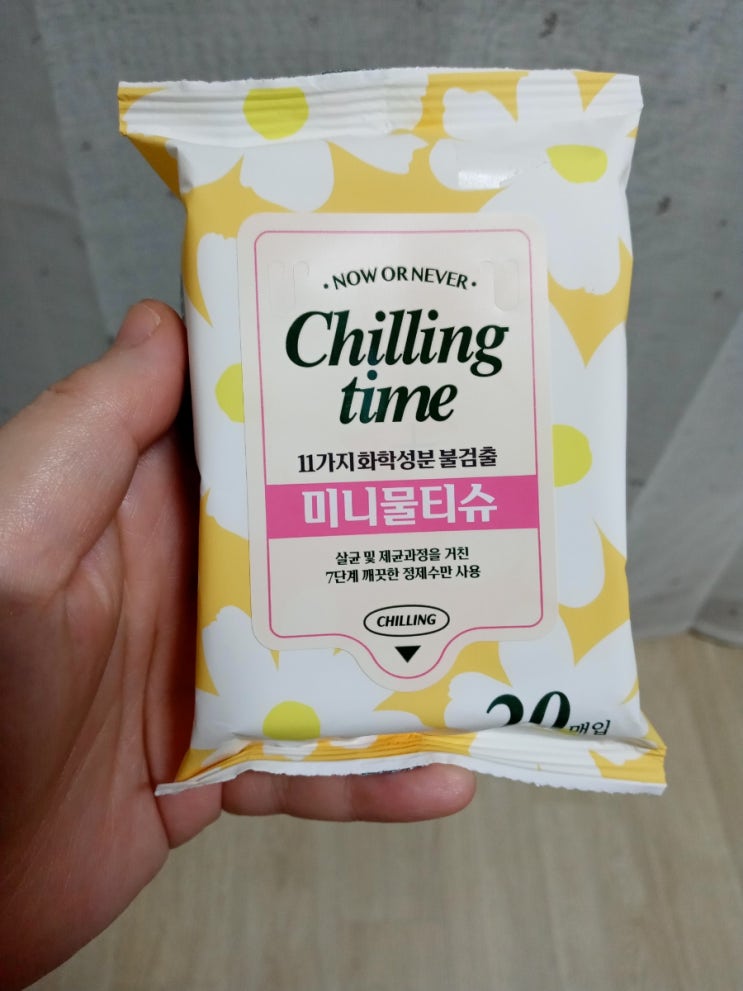 · NOW OR NEVER ·
Chilling
time
11가지 화학성분 불검출
미니물티슈
살균 및 제균과정을 거친
7단계 깨끗한 정제수만 사용
CHILLING
20매입